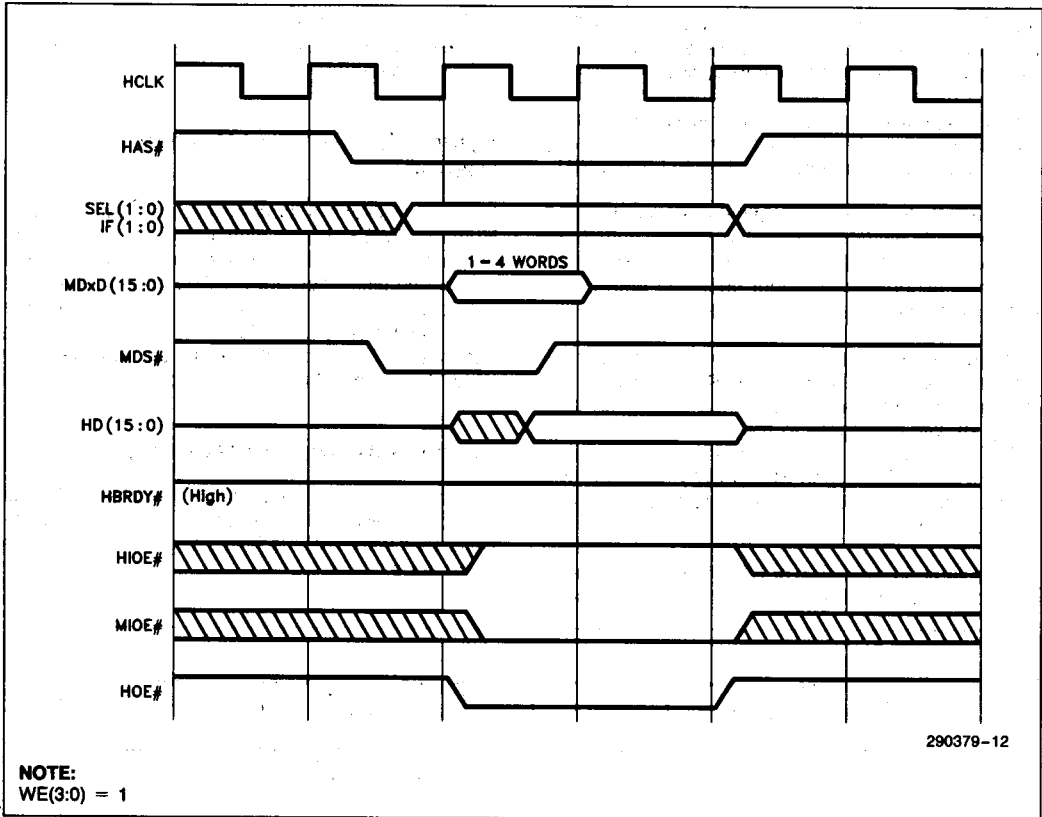 HCLK
HAS#
SEL(1:0)
IF(1:0)
1-4 WORDS
MDxD(15:0)
MDS#
HD(15:0)
HBRDY# (High)
HIOE#
MIOE#
HOE#
290379-12
NOTE:
WE(3:0) = 1